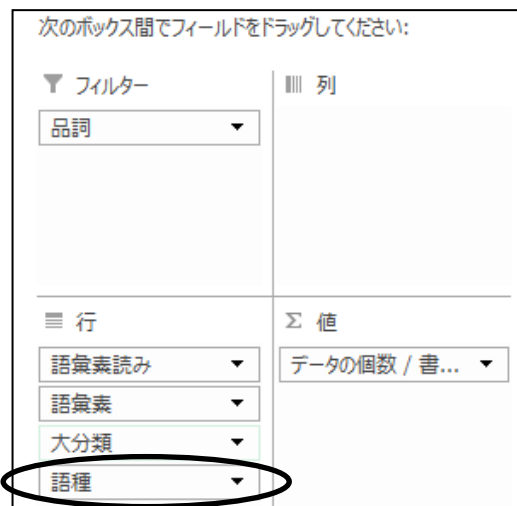 次のボックス間でフィールドをドラッグしてください:
フィルター
列
品詞
行
Σ 値
語彙素読み
データの個数 / 書...
語彙素
大分類
語種